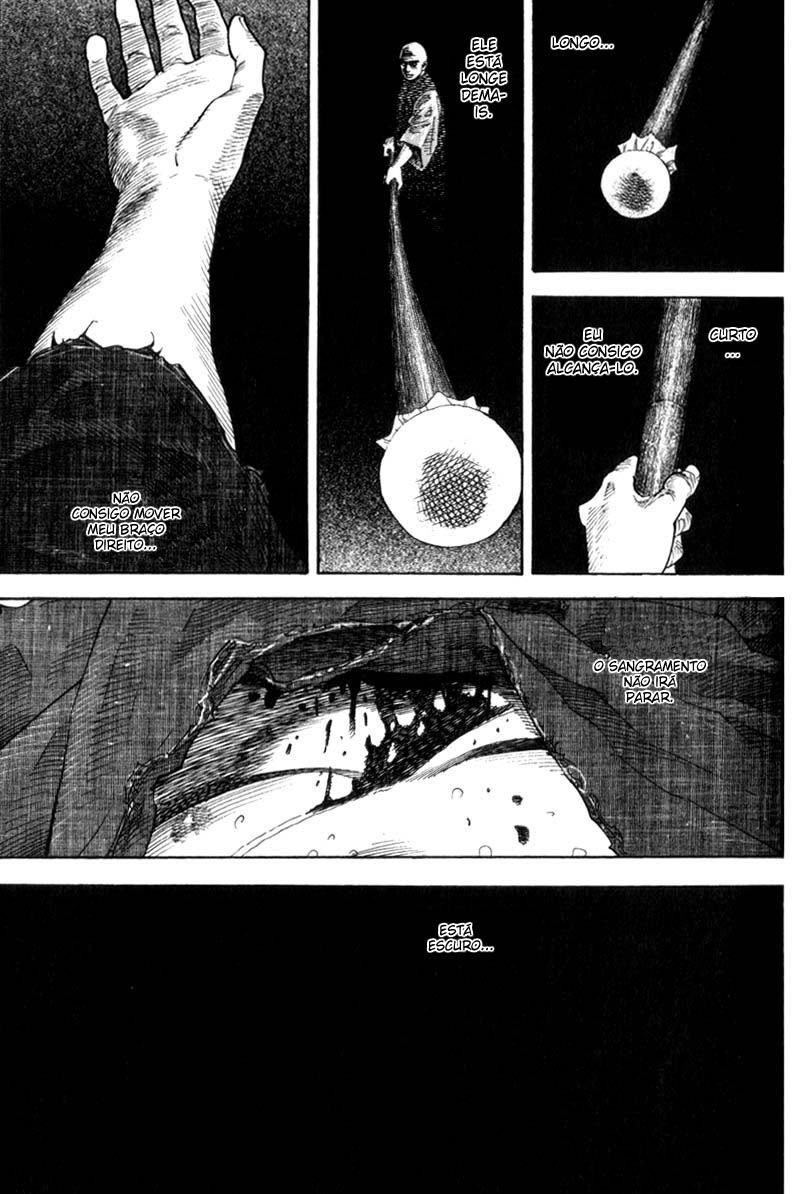 LONGO...
CURTO
...
EU
NÃO CONSIGO
ALCANÇA-LO.
ELE
ESTÁ
LONGE
DEMA-
IS.
NÃO
CONSIGO MOVER
MEU BRAÇO
DIREITO...
O SANGRAMENTO
NÃO IRÁ
PARAR.
ESTÁ
ESCURO...